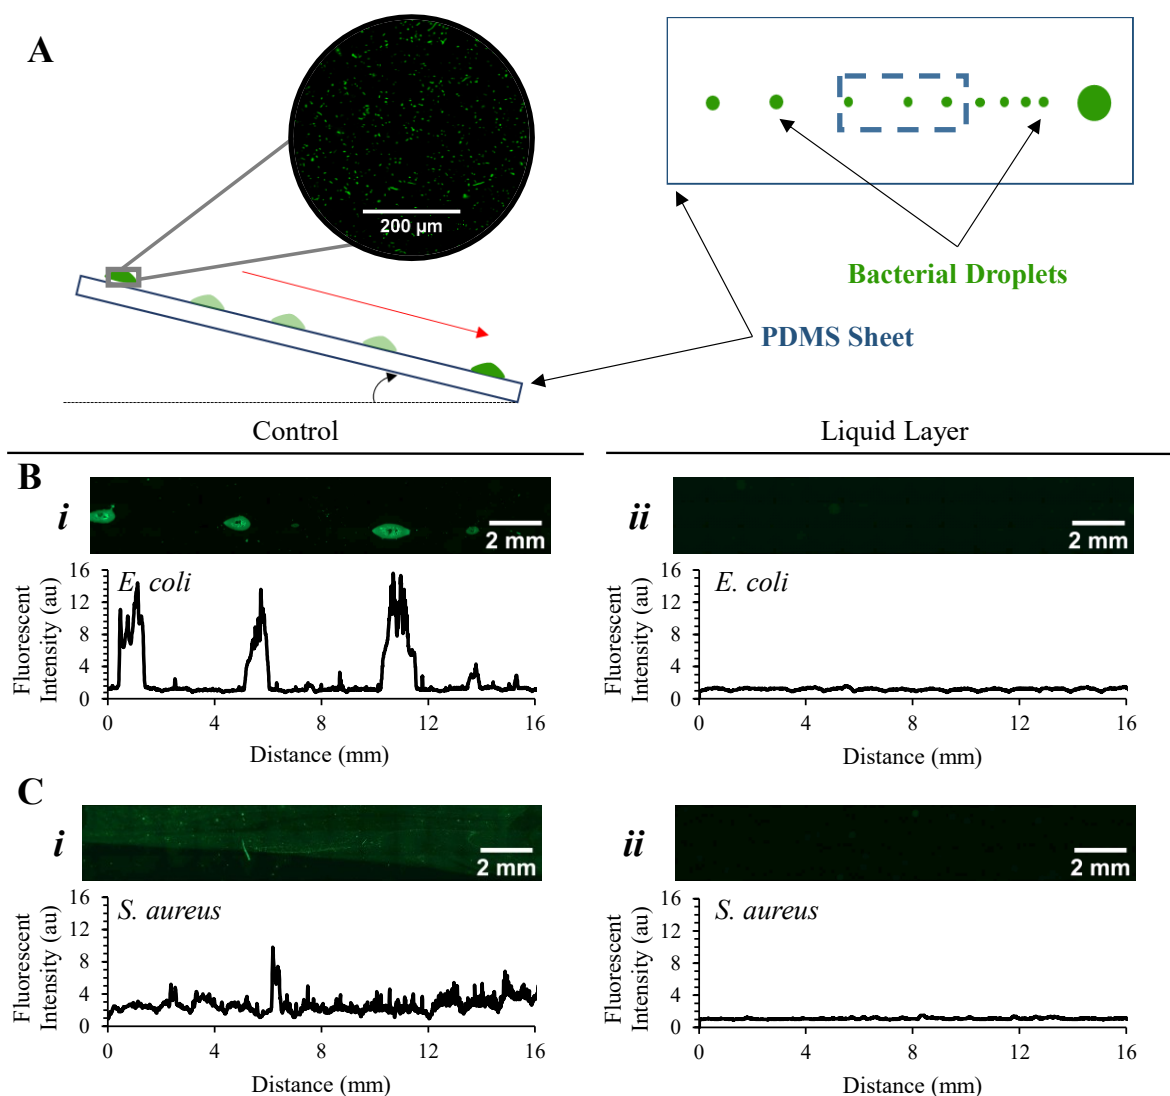 A
200 µm
Bacterial Droplets
PDMS Sheet
Control
Liquid Layer
B
i
2 mm
ii
2 mm
16
12
8
4
0
Fluorescent
Intensity (au)
E. coli
0
4
8
12
16
Distance (mm)
16
12
8
4
0
Fluorescent
Intensity (au)
E. coli
0
4
8
12
16
Distance (mm)
C
i
2 mm
ii
2 mm
16
12
8
4
0
Fluorescent
Intensity (au)
S. aureus
0
4
8
12
16
Distance (mm)
16
12
8
4
0
Fluorescent
Intensity (au)
S. aureus
0
4
8
12
16
Distance (mm)